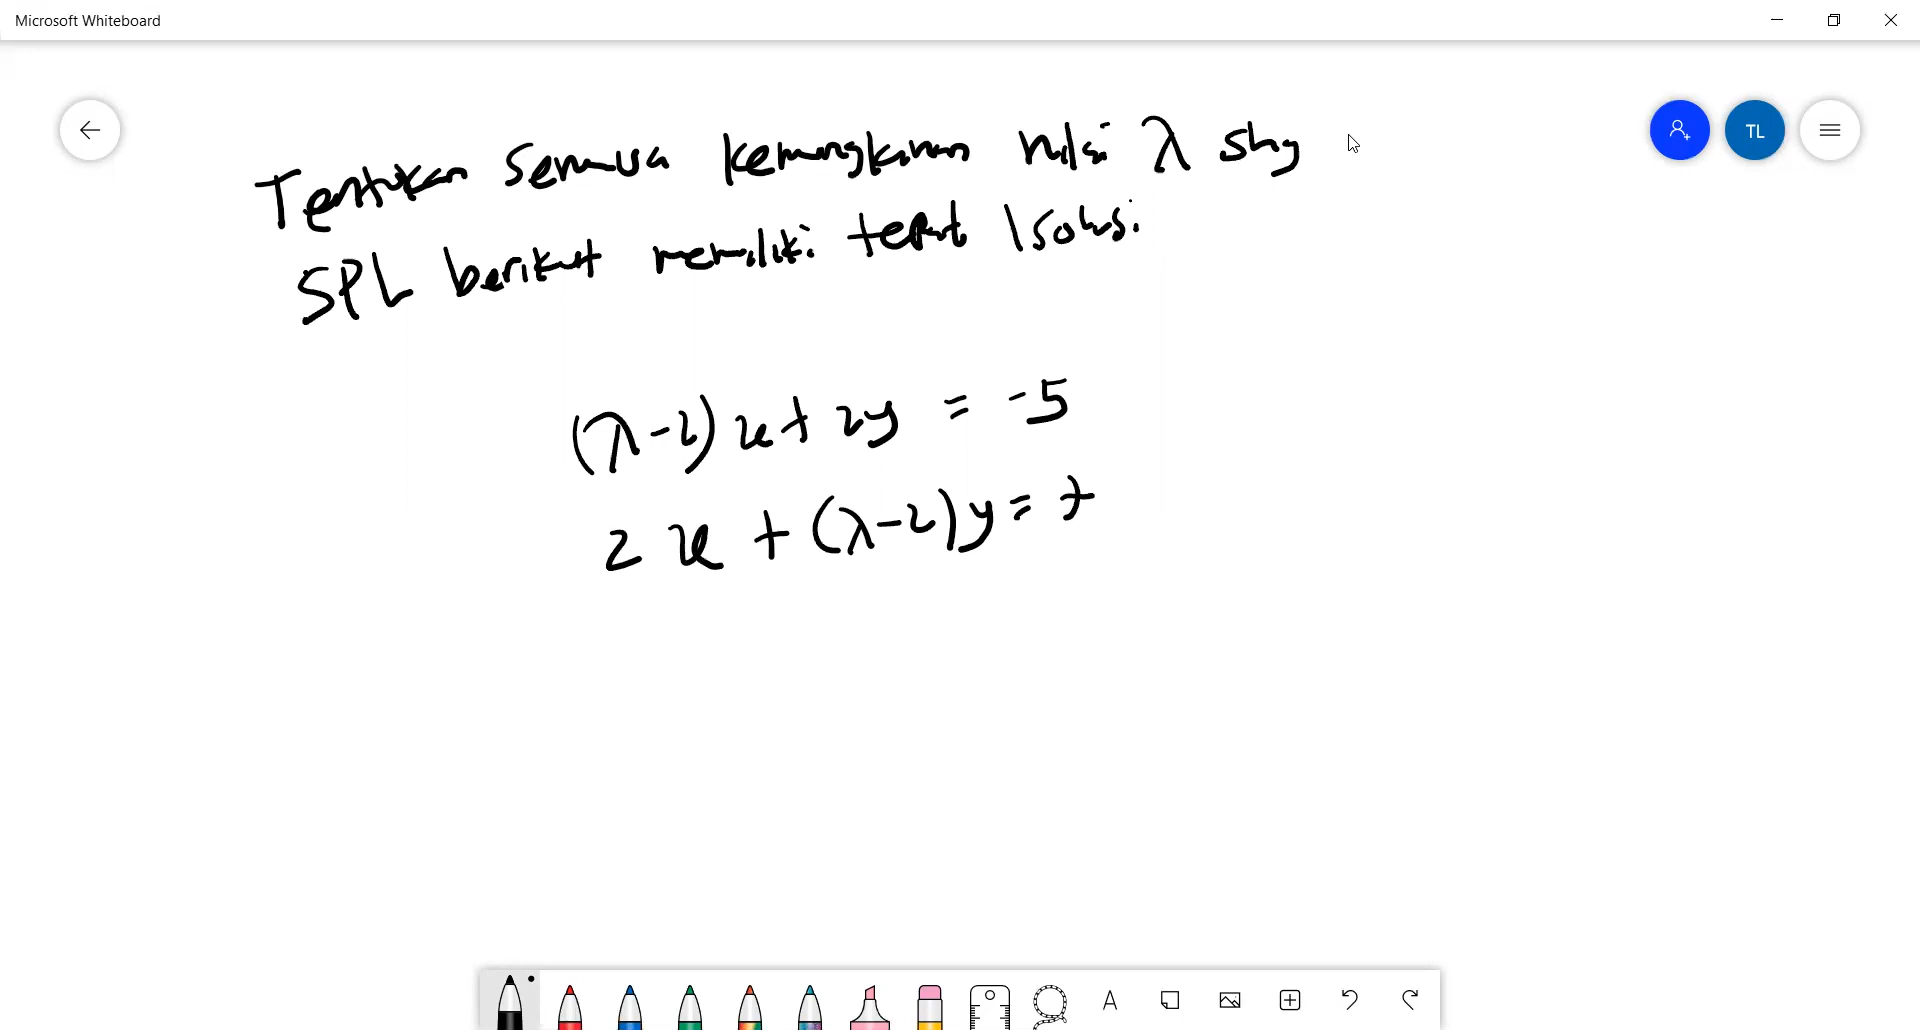 Microsoft Whiteboard
TL
Tentukan semua kemungkinan nilai λ shg
SPL berikut memiliki tepat 1 solusi
(λ-2)x + 2y = -5
2x + (λ-2)y = 7
A